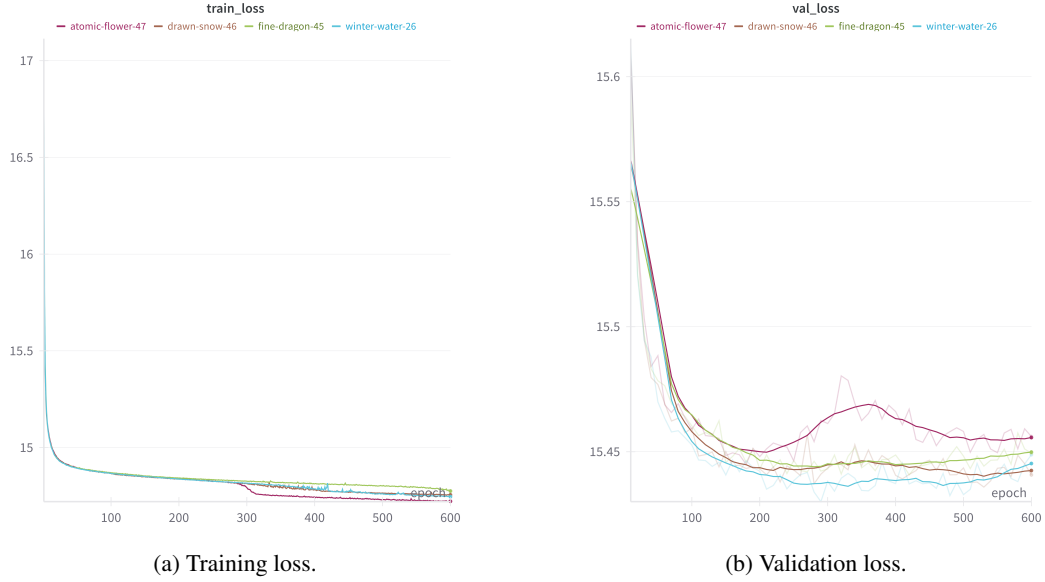 train_loss
atomic-flower-47 drawn-snow-46 fine-dragon-45 winter-water-26
17
16.5
16
15.5
15
epoch
100 200 300 400 500 600
(a) Training loss.
val_loss
atomic-flower-47 drawn-snow-46 fine-dragon-45 winter-water-26
15.6
15.55
15.5
15.45
epoch
100 200 300 400 500 600
(b) Validation loss.